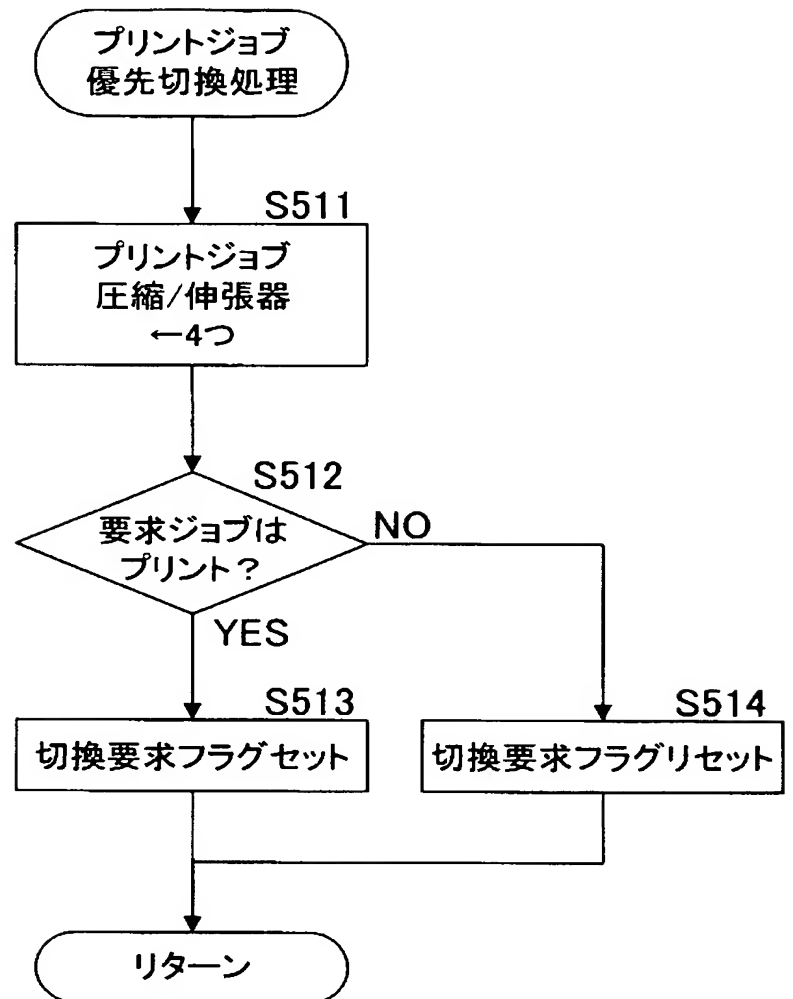 プリントジョブ
優先切換処理
S511
プリントジョブ
圧縮/伸張器
←4つ
S512
要求ジョブは
プリント？
NO
YES
S513
切換要求フラグセット
S514
切換要求フラグリセット
リターン